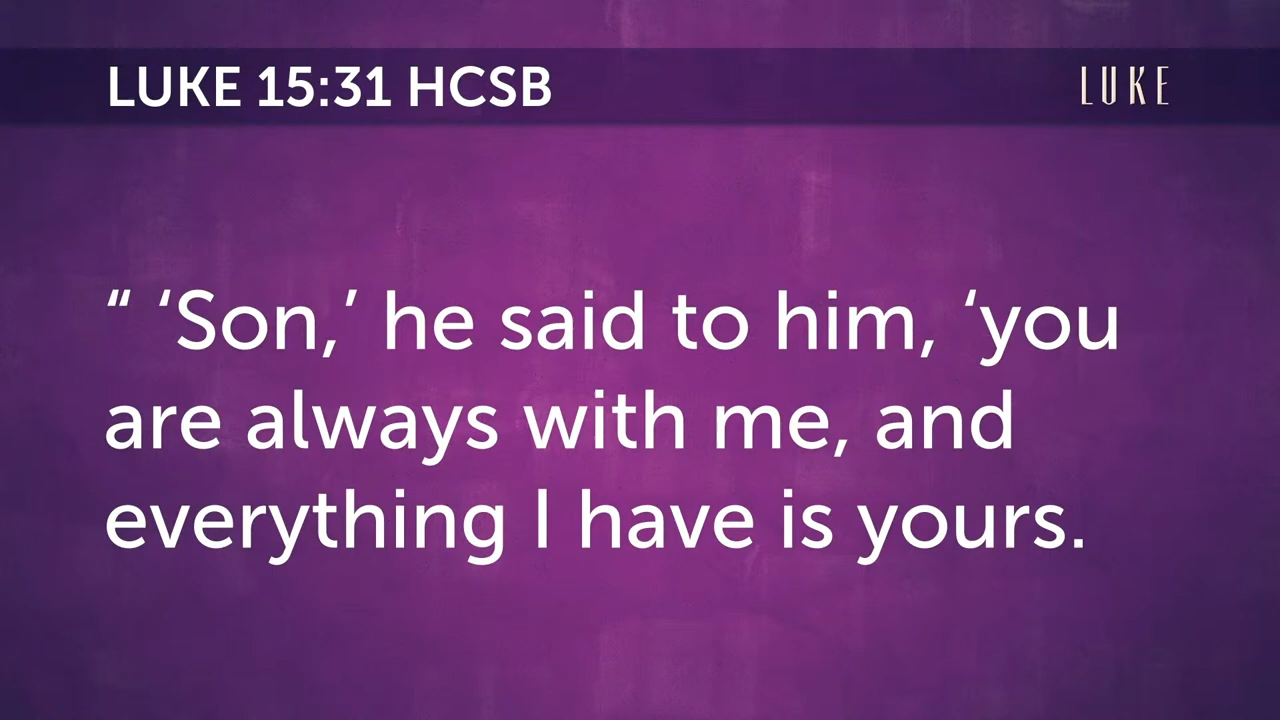 LUKE 15:31 HCSB
LUKE
“ ‘Son,’ he said to him, ‘you
are always with me, and
everything I have is yours.